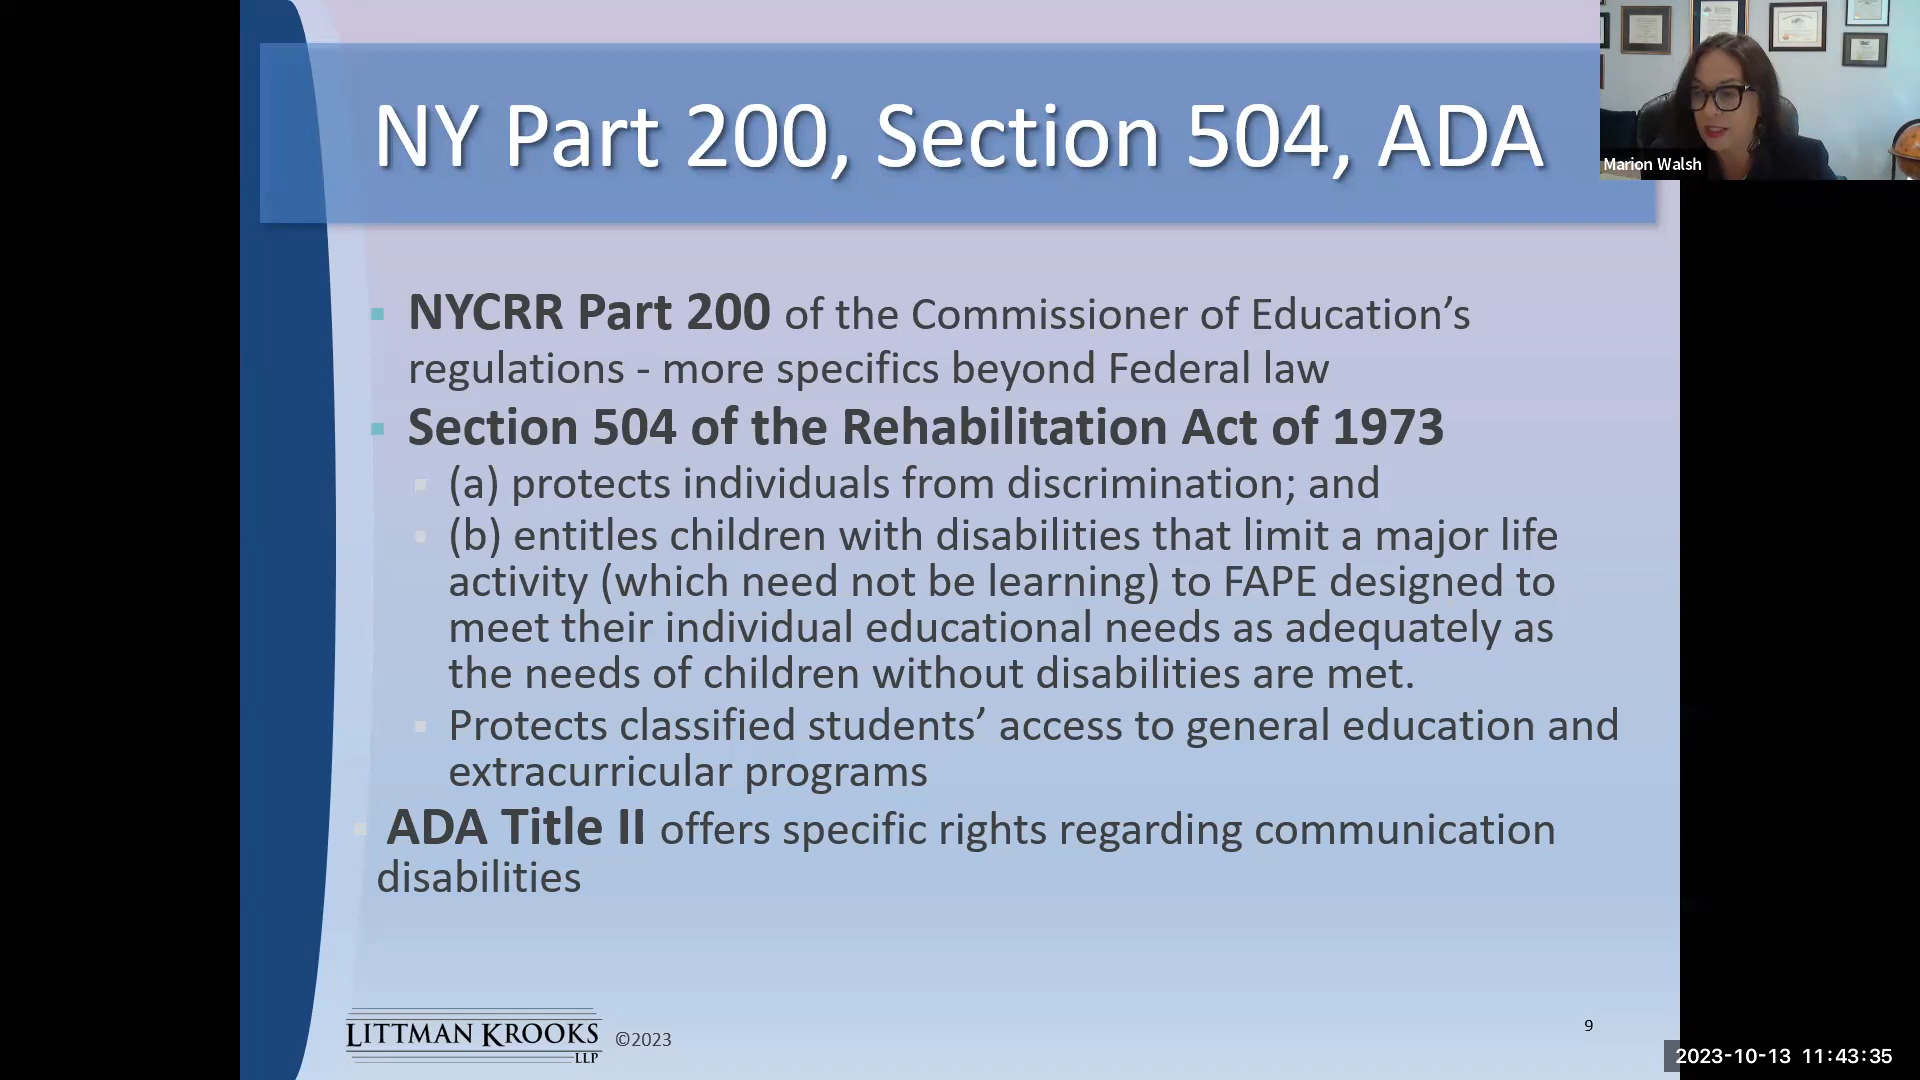 NY Part 200, Section 504, ADA
Marion Walsh
NYCRR Part 200 of the Commissioner of Education’s
regulations - more specifics beyond Federal law
Section 504 of the Rehabilitation Act of 1973
(a) protects individuals from discrimination; and
(b) entitles children with disabilities that limit a major life
activity (which need not be learning) to FAPE designed to
meet their individual educational needs as adequately as
the needs of children without disabilities are met.
Protects classified students’ access to general education and
extracurricular programs
ADA Title II offers specific rights regarding communication
disabilities
LITTMAN KROOKS
LLP
©2023
9
2023-10-13 11:43:35